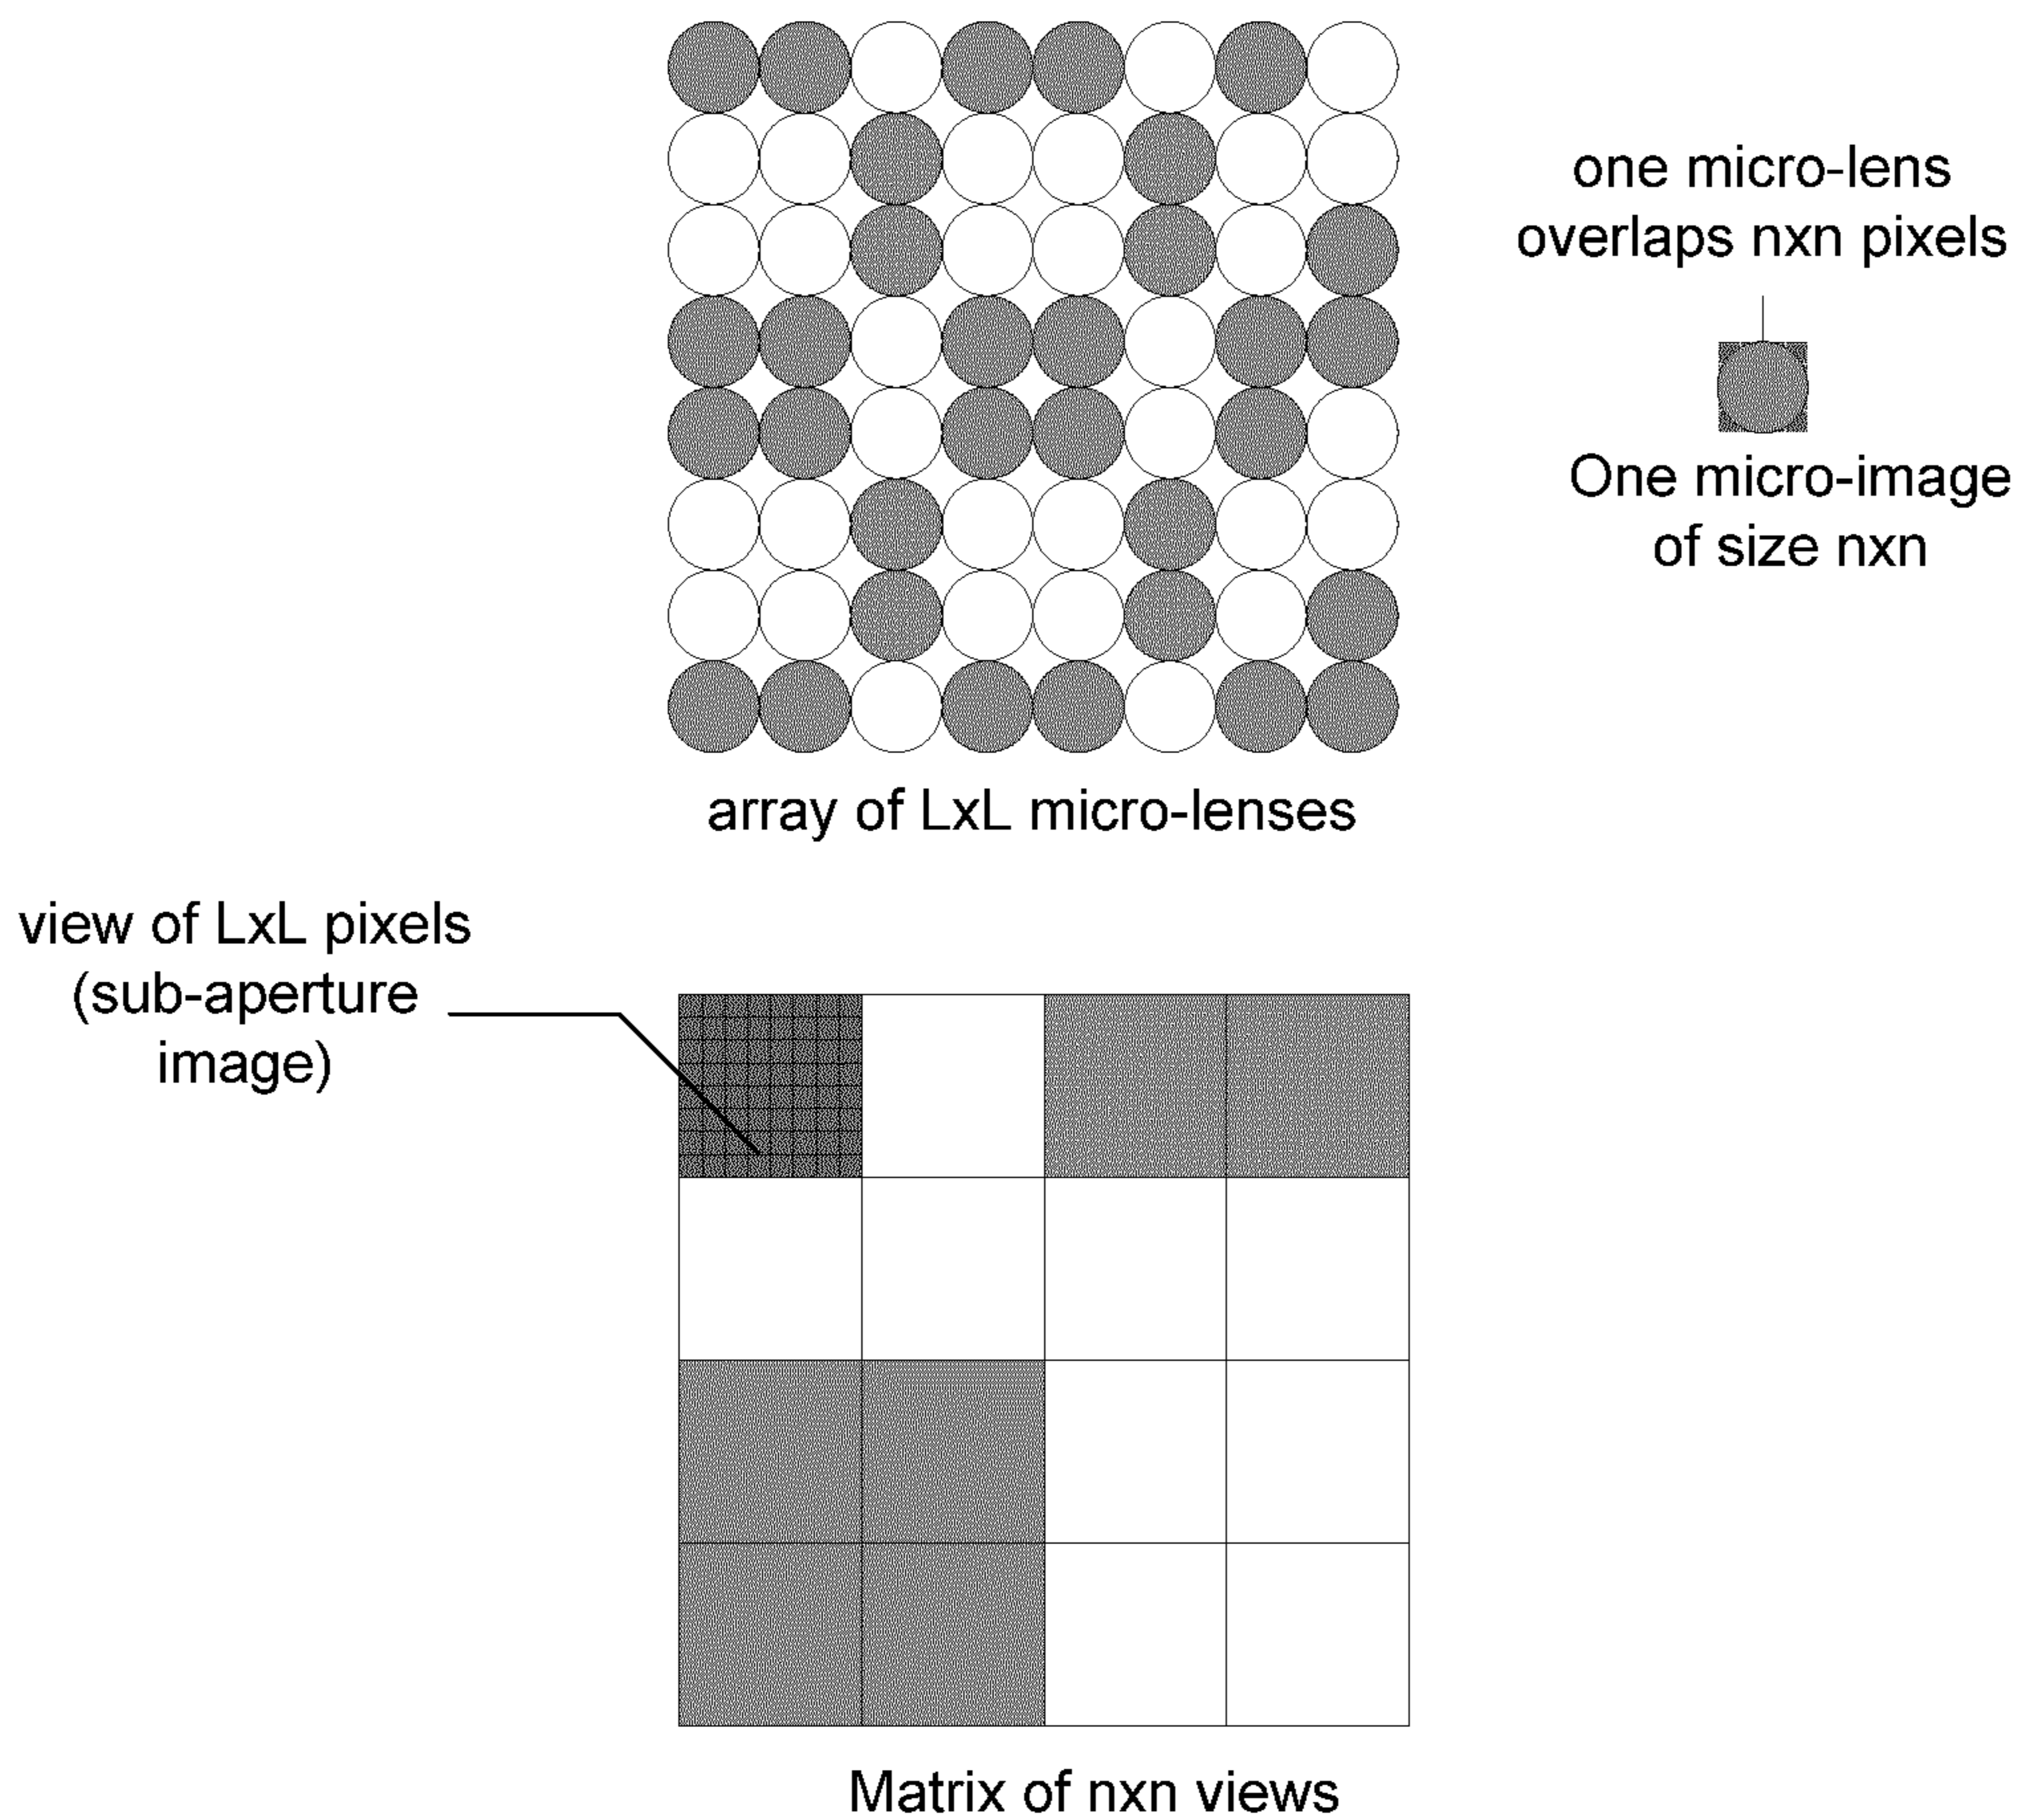 one micro-lens
overlaps nxn pixels
One micro-image
of size nxn
array of LxL micro-lenses
view of LxL pixels
(sub-aperture
image)
Matrix of nxn views